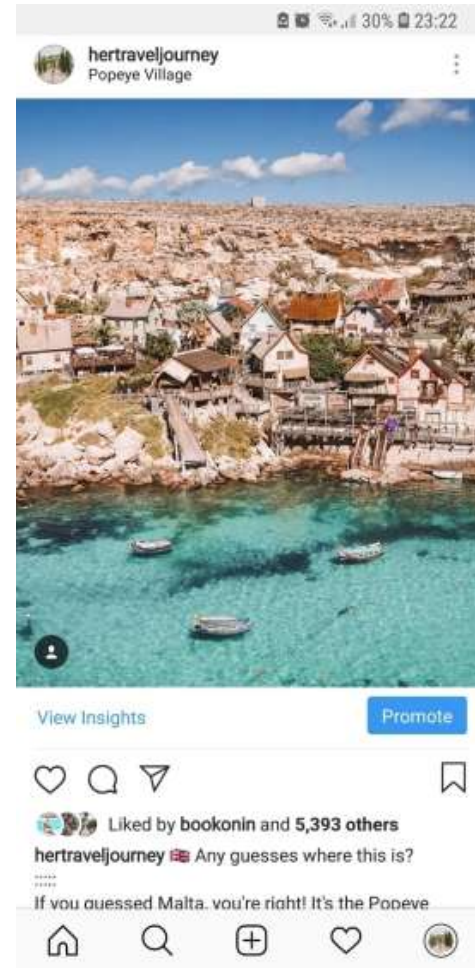 30% 23:22
hertraveljourney
Popeye Village
View Insights
Promote
Liked by bookonin and 5,393 others
hertraveljourney 🇬🇧 Any guesses where this is?
:::::
If you guessed Malta, you're right! It's the Popeye